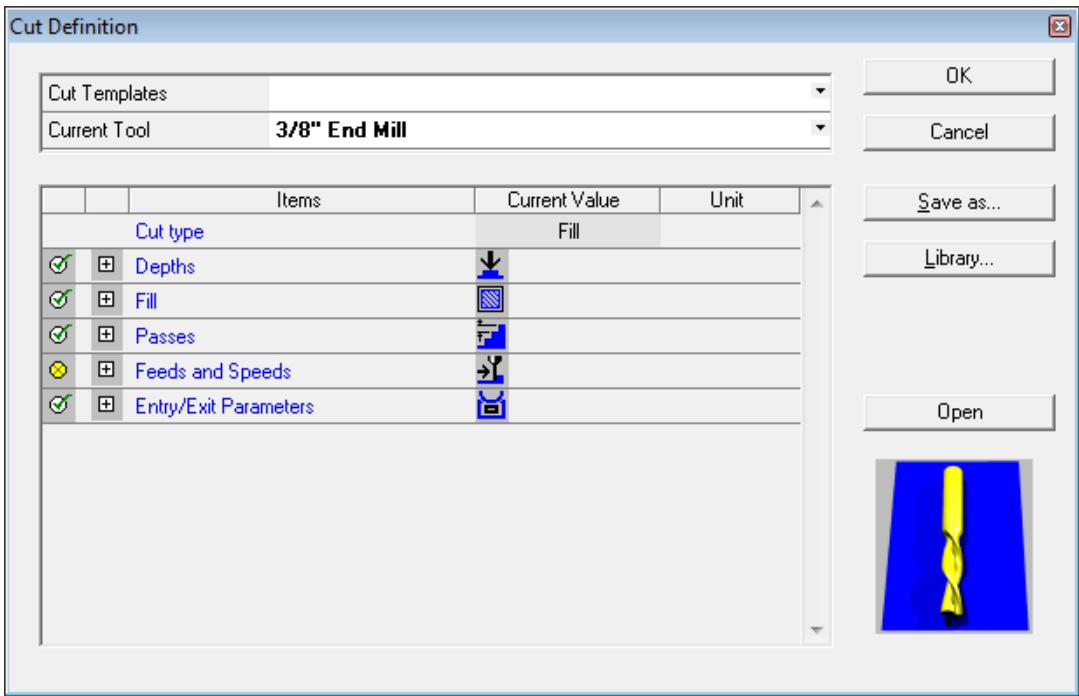 Cut Definition
OK
Cut Templates
Current Tool 3/8" End Mill
Cancel
Items Current Value Unit
Save as...
Cut type Fill
Library...
Depths
Fill
Passes
Feeds and Speeds
Entry/Exit Parameters
Open